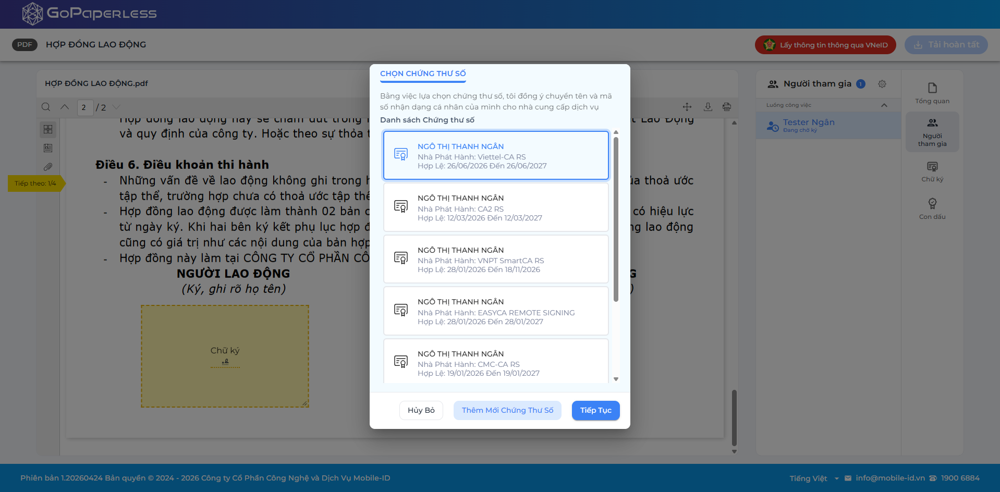 GoPaperless
PDF
HỢP ĐỒNG LAO ĐỘNG
Lấy thông tin thông qua VNeID
Tải hoàn tất
HỢP ĐỒNG LAO ĐỘNG.pdf
2 / 2
Hợp đồng lao động này sẽ chấm dứt trong
Lao Động
và quy định của công ty. Hoặc theo sự thỏa
Điều 6. Điều khoản thi hành
Tiếp theo: 1/4
- Những vấn đề về lao động không ghi trong
thoả ước
tập thể, trường hợp chưa có thoả ước tập thể
- Hợp đồng lao động được làm thành 02 bản
có hiệu lực
từ ngày ký. Khi hai bên ký kết phụ lục hợp
lao động
cũng có giá trị như các nội dung của bản hợp
- Hợp đồng này làm tại CÔNG TY CỔ PHẦN
NGƯỜI LAO ĐỘNG
(Ký, ghi rõ họ tên)
Chữ ký
CHỌN CHỨNG THƯ SỐ
Bằng việc lựa chọn chứng thư số, tôi đồng ý chuyển tên và mã
số nhận dạng cá nhân của mình cho nhà cung cấp dịch vụ
Danh sách Chứng thư số
NGÔ THỊ THANH NGÂN
Nhà Phát Hành: Viettel-CA RS
Hợp Lệ: 26/06/2026 Đến 26/06/2027
NGÔ THỊ THANH NGÂN
Nhà Phát Hành: CA2 RS
Hợp Lệ: 12/03/2026 Đến 12/03/2027
NGÔ THỊ THANH NGÂN
Nhà Phát Hành: VNPT SmartCA RS
Hợp Lệ: 28/01/2026 Đến 18/11/2026
NGÔ THỊ THANH NGÂN
Nhà Phát Hành: EASYCA REMOTE SIGNING
Hợp Lệ: 28/01/2026 Đến 28/01/2027
NGÔ THỊ THANH NGÂN
Nhà Phát Hành: CMC-CA RS
Hợp Lệ: 19/01/2026 Đến 19/01/2027
Hủy Bỏ
Thêm Mới Chứng Thư Số
Tiếp Tục
Người tham gia 1
Luồng công việc
Tester Ngân
Đang chờ ký
Tổng quan
Người
tham gia
Chữ ký
Con dấu
Phiên bản 1.20260424 Bản quyền © 2024 - 2026 Công ty Cổ Phần Công Nghệ và Dịch Vụ Mobile-ID
Tiếng Việt
info@mobile-id.vn
1900 6884